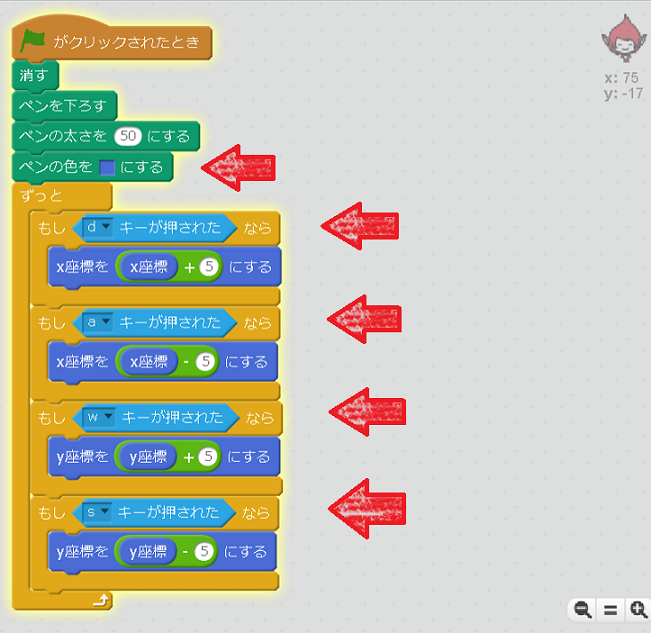 がクリックされたとき
消す
ペンを下ろす
ペンの太さを 50 にする
ペンの色を にする
ずっと
もし d キーが押された なら
x座標を x座標 + 5 にする
もし a キーが押された なら
x座標を x座標 - 5 にする
もし w キーが押された なら
y座標を y座標 + 5 にする
もし s キーが押された なら
y座標を y座標 - 5 にする
x: 75
y: -17